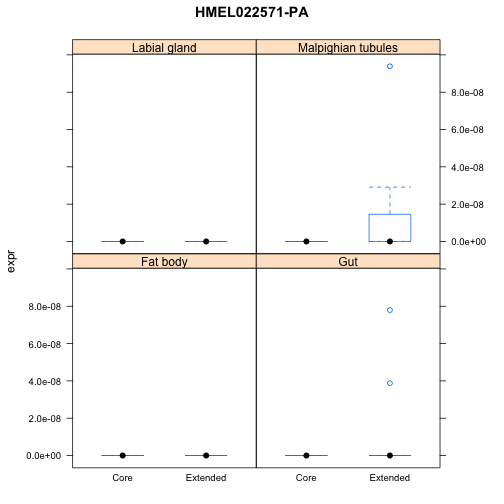 HMEL022571-PA
Labial gland
Malpighian tubules
8.0e-08
6.0e-08
4.0e-08
2.0e-08
0.0e+00
expr
Fat body
Gut
8.0e-08
6.0e-08
4.0e-08
2.0e-08
0.0e+00
Core
Extended
Core
Extended